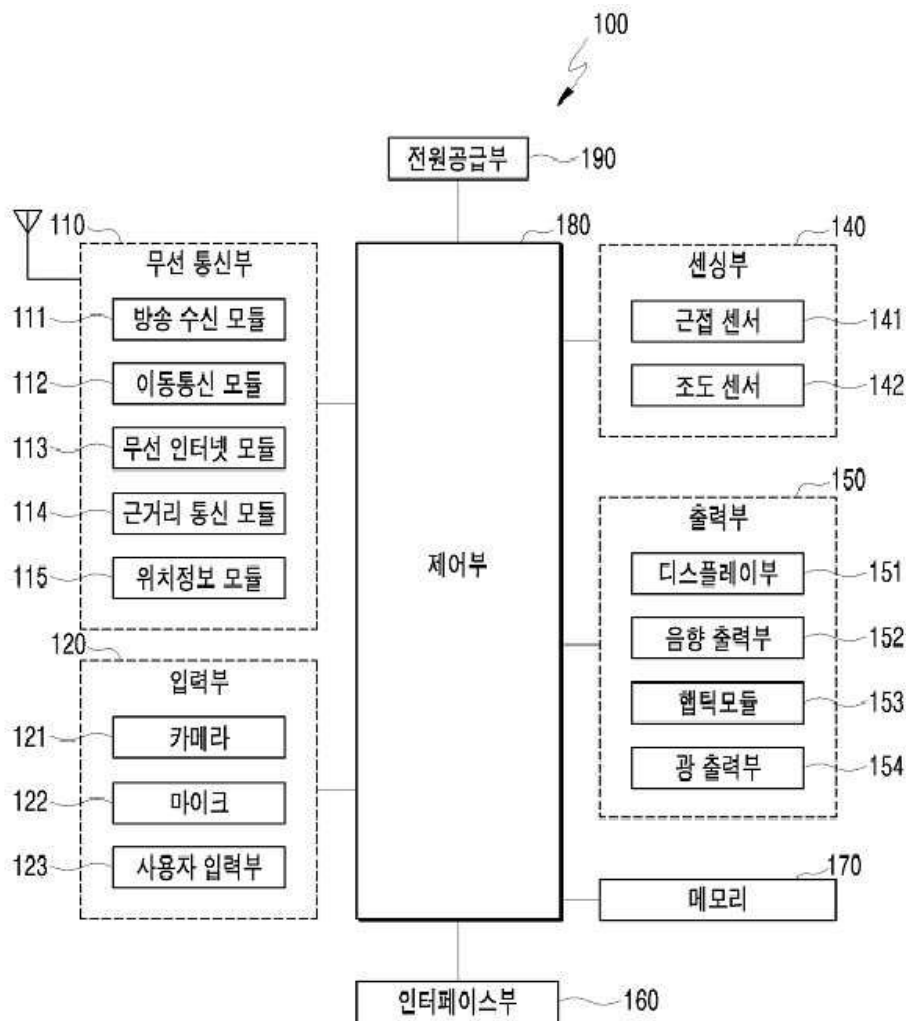 100
전원공급부 190
110 180 140
무선 통신부
111 방송 수신 모듈
112 이동통신 모듈
113 무선 인터넷 모듈
114 근거리 통신 모듈
115 위치정보 모듈
120
입력부
121 카메라
122 마이크
123 사용자 입력부
제어부
센싱부
근접 센서 141
조도 센서 142
150
출력부
디스플레이부 151
음향 출력부 152
햅틱모듈 153
광 출력부 154
170
메모리
인터페이스부 160